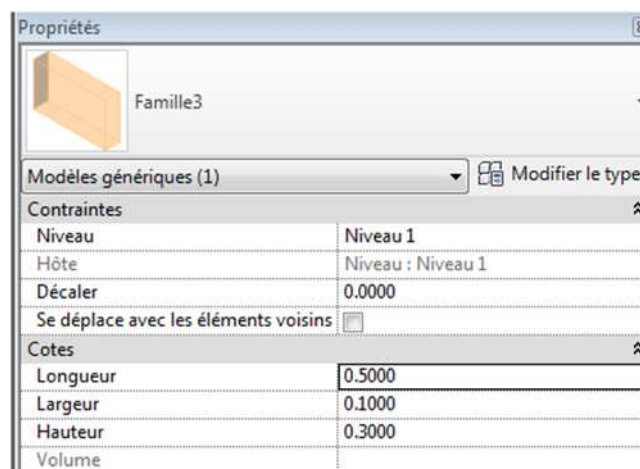 Propriétés
Famille3
Modèles génériques (1)
Modifier le type
Contraintes
Niveau Niveau 1
Hôte Niveau : Niveau 1
Décaler 0.0000
Se déplace avec les éléments voisins
Cotes
Longueur 0.5000
Largeur 0.1000
Hauteur 0.3000
Volume